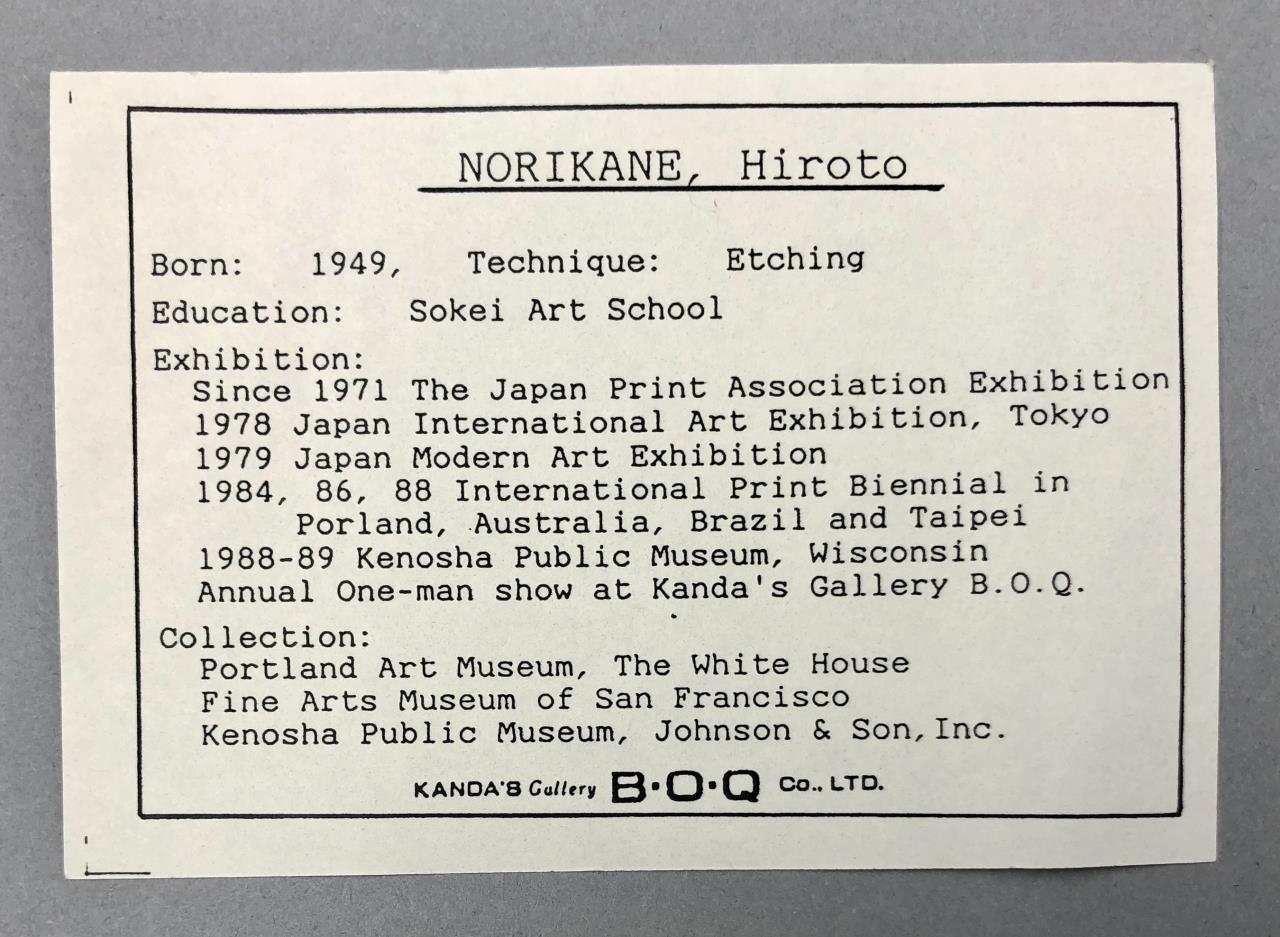 NORIKANE, Hiroto
Born: 1949, Technique: Etching
Education: Sokei Art School
Exhibition:
Since 1971 The Japan Print Association Exhibition
1978 Japan International Art Exhibition, Tokyo
1979 Japan Modern Art Exhibition
1984, 86, 88 International Print Biennial in
Porland, Australia, Brazil and Taipei
1988-89 Kenosha Public Museum, Wisconsin
Annual One-man show at Kanda's Gallery B.O.Q.
Collection:
Portland Art Museum, The White House
Fine Arts Museum of San Francisco
Kenosha Public Museum, Johnson & Son, Inc.
KANDA'S Gallery B·O·Q Co., LTD.